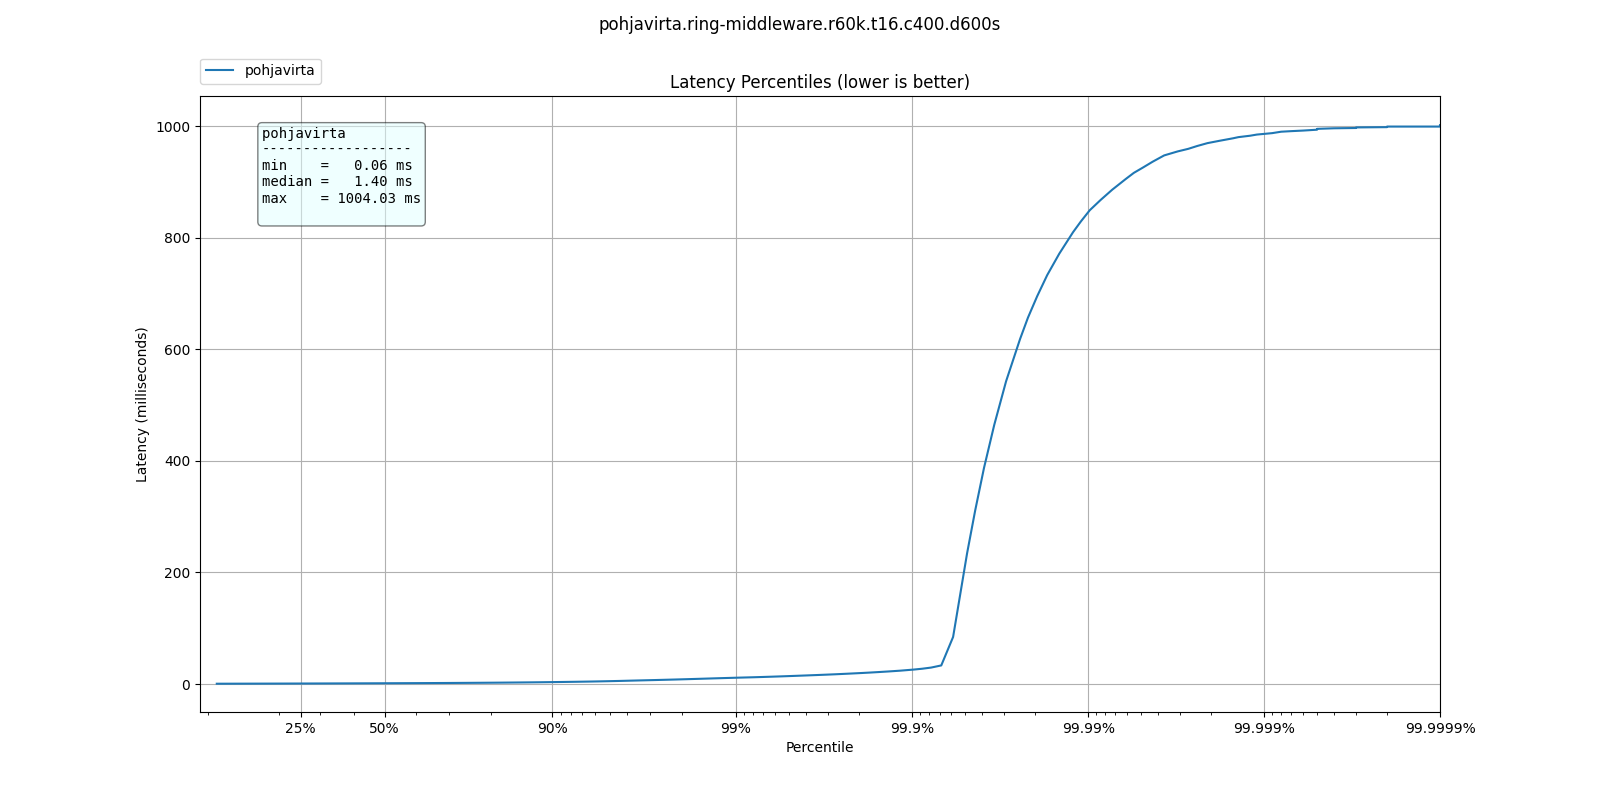 pohjavirta.ring-middleware.r60k.t16.c400.d600s
pohjavirta
Latency Percentiles (lower is better)
pohjavirta
------------------
min    =   0.06 ms
median =   1.40 ms
max    = 1004.03 ms
1000
800
600
400
200
0
Latency (milliseconds)
25% 50% 90% 99% 99.9% 99.99% 99.999% 99.9999%
Percentile